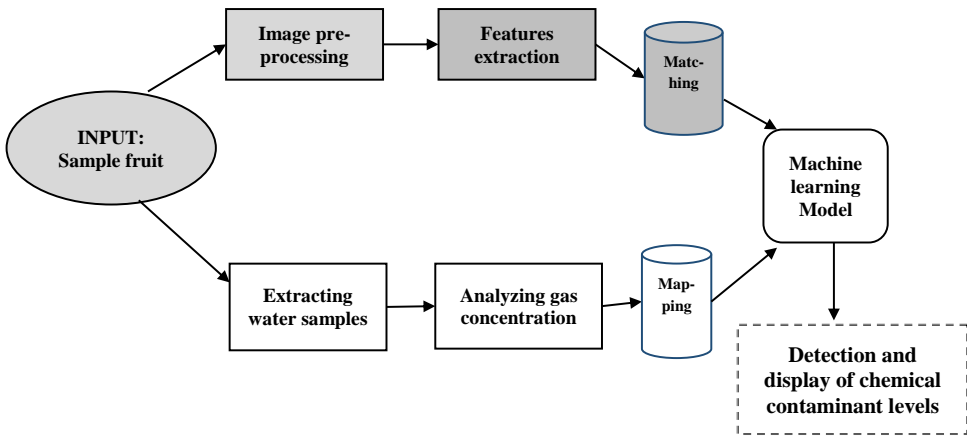 Image pre-
processing
Features
extraction
Matc-
hing
INPUT:
Sample fruit
Machine
learning
Model
Extracting
water samples
Analyzing gas
concentration
Map-
ping
Detection and
display of chemical
contaminant levels